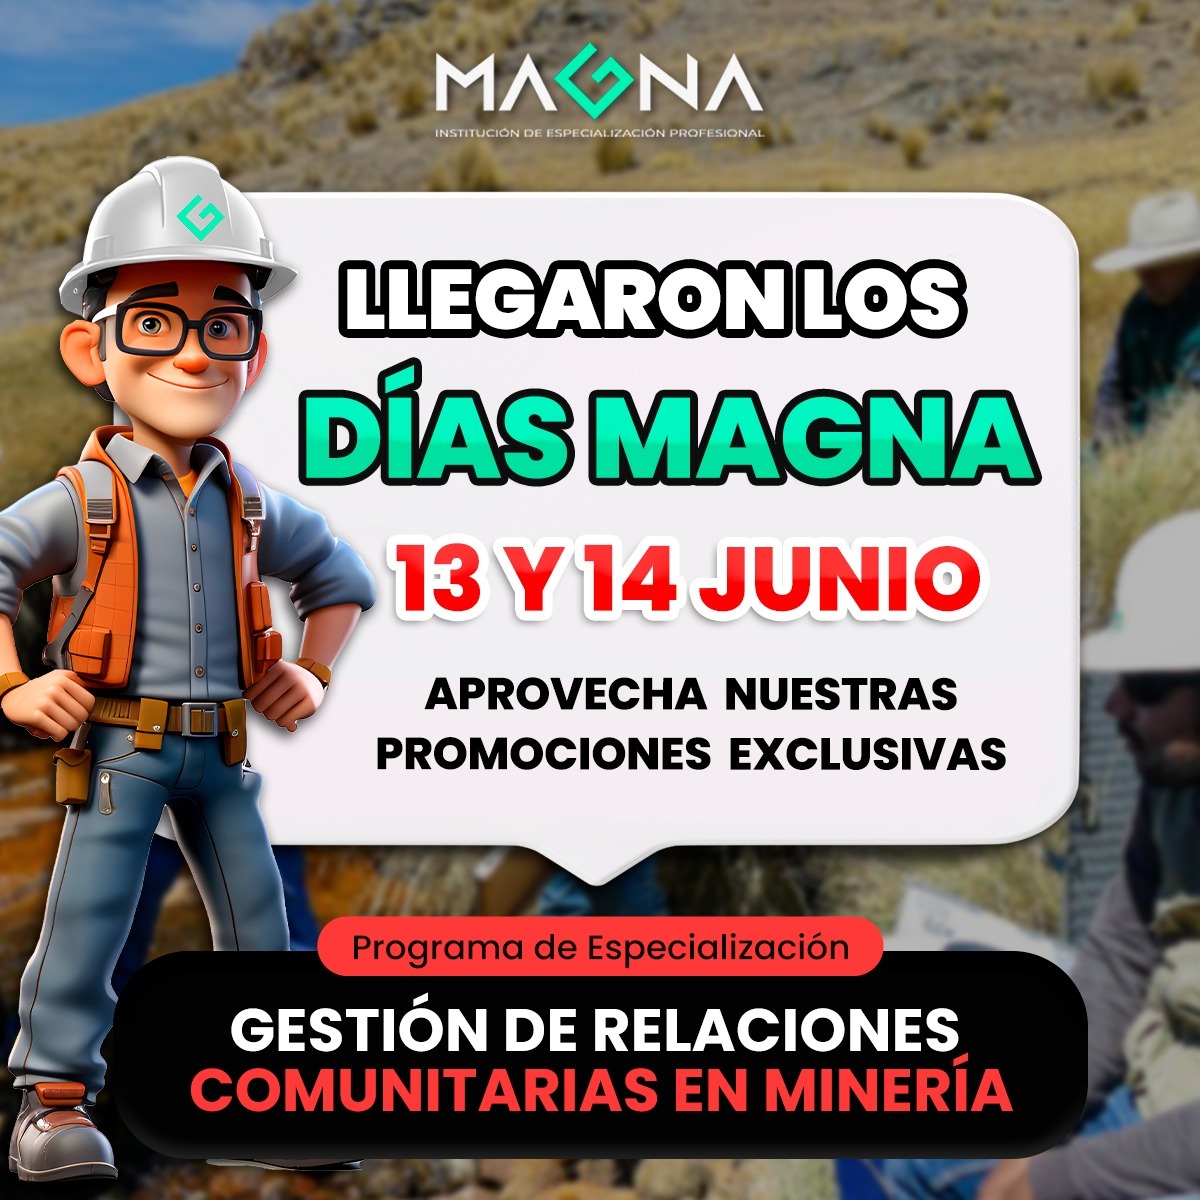 MAGNA
INSTITUCIÓN DE ESPECIALIZACIÓN PROFESIONAL
LLEGARON LOS
DÍAS MAGNA
13 Y 14 JUNIO
APROVECHA NUESTRAS
PROMOCIONES EXCLUSIVAS
Programa de Especialización
GESTIÓN DE RELACIONES
COMUNITARIAS EN MINERÍA